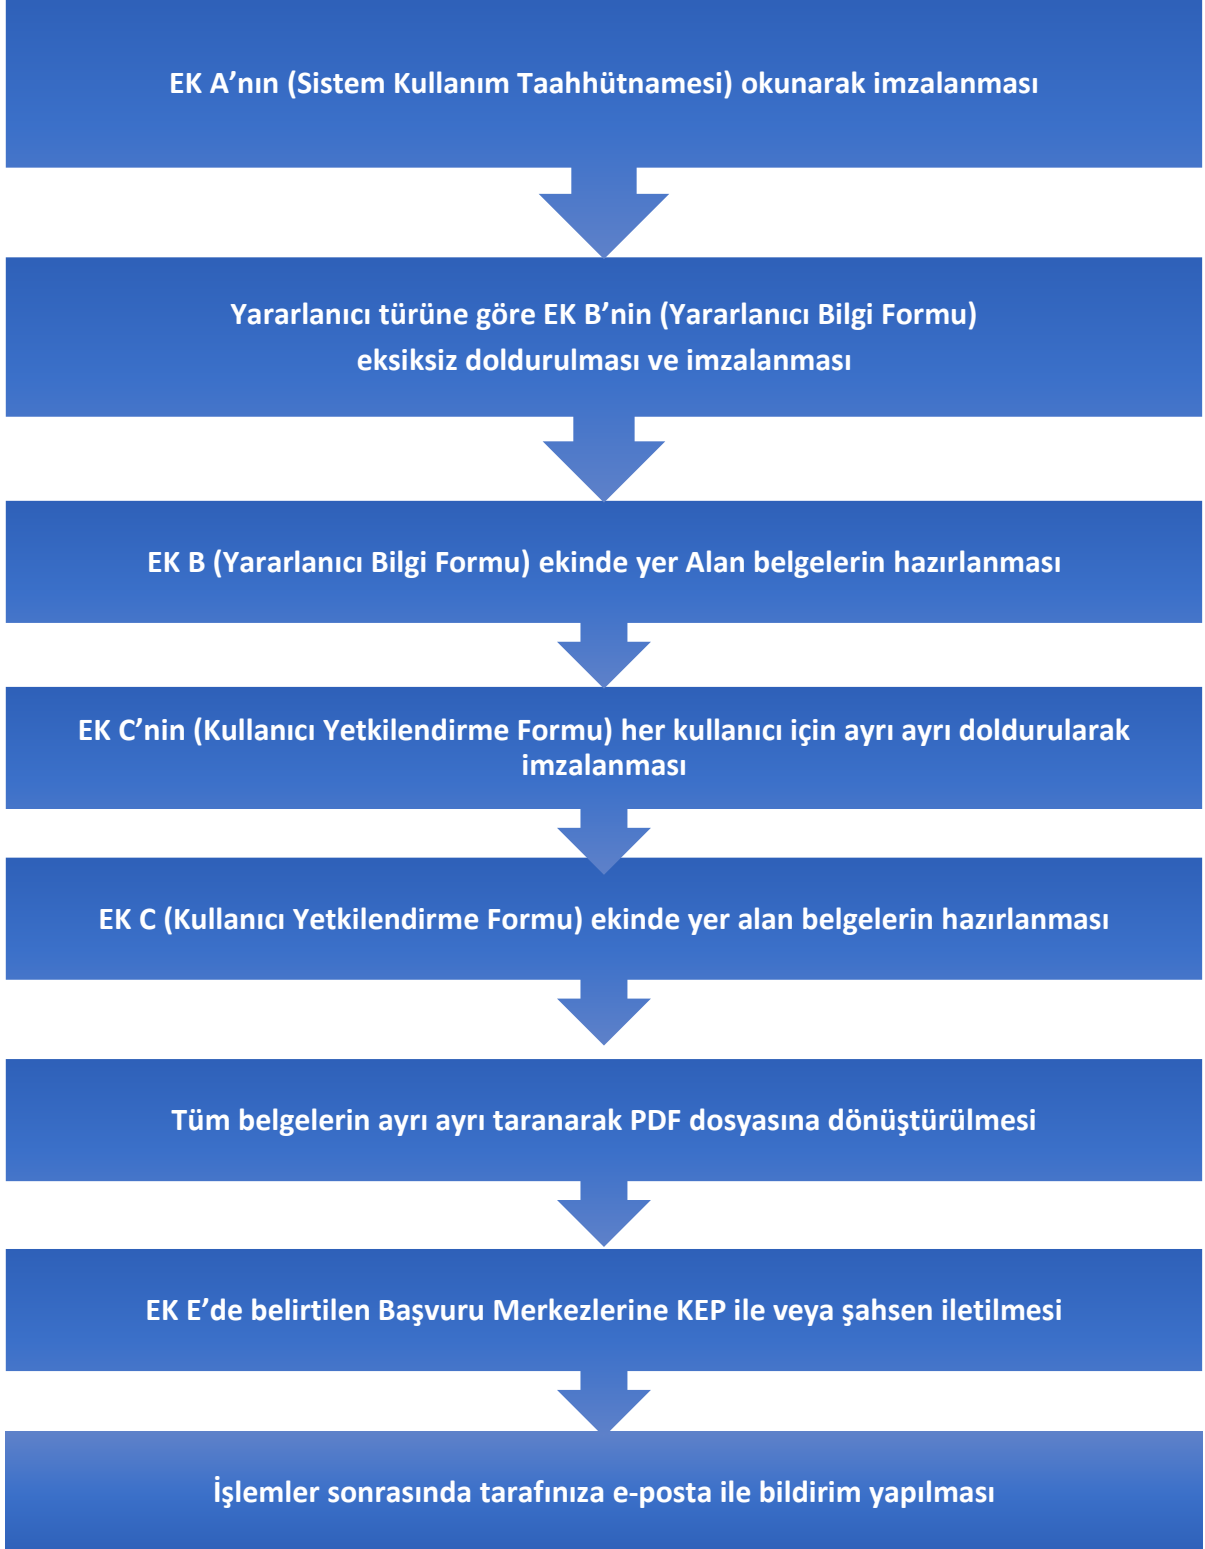 EK A’nın (Sistem Kullanım Taahhütnamesi) okunarak imzalanması
Yararlanıcı türüne göre EK B’nin (Yararlanıcı Bilgi Formu)
eksiksiz doldurulması ve imzalanması
EK B (Yararlanıcı Bilgi Formu) ekinde yer Alan belgelerin hazırlanması
EK C’nin (Kullanıcı Yetkilendirme Formu) her kullanıcı için ayrı ayrı doldurularak
imzalanması
EK C (Kullanıcı Yetkilendirme Formu) ekinde yer alan belgelerin hazırlanması
Tüm belgelerin ayrı ayrı taranarak PDF dosyasına dönüştürülmesi
EK E’de belirtilen Başvuru Merkezlerine KEP ile veya şahsen iletilmesi
İşlemler sonrasında tarafınıza e-posta ile bildirim yapılması